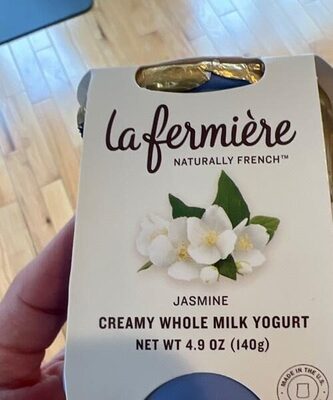 la fermière
NATURALLY FRENCH™
JASMINE
CREAMY WHOLE MILK YOGURT
NET WT 4.9 OZ (140g)
MADE IN THE U.S.